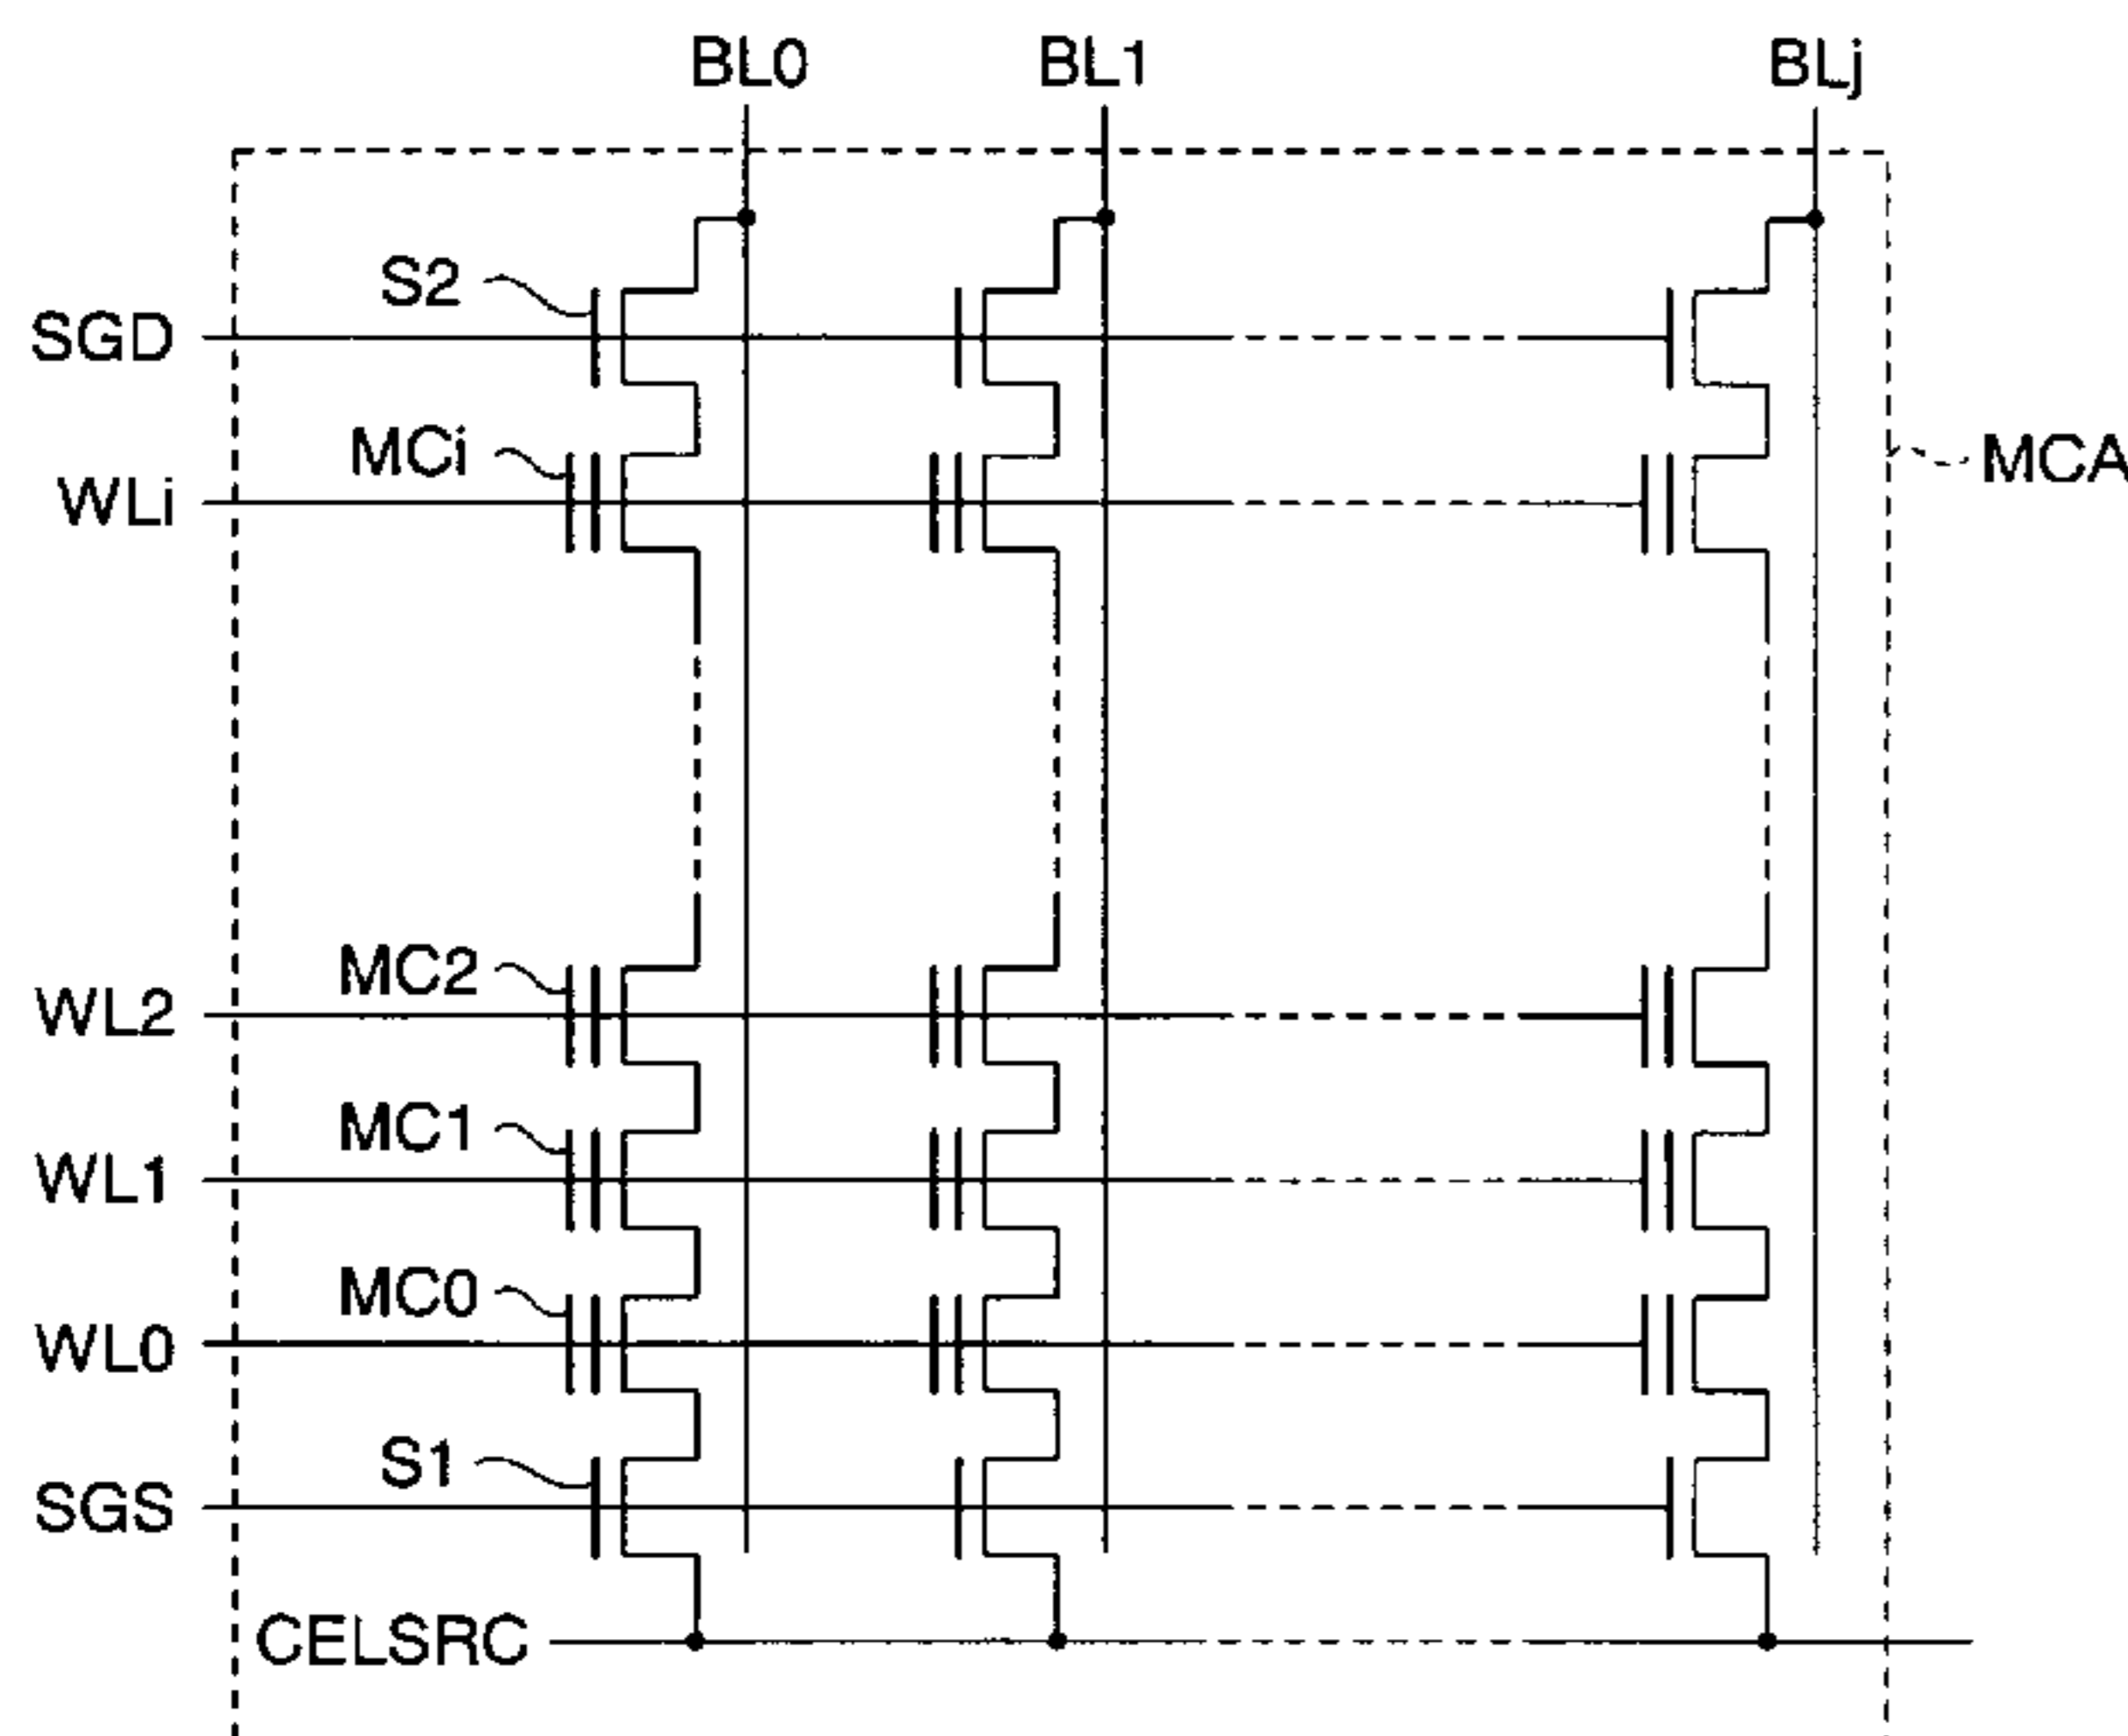 BL0 BL1 BLj
S2
SGD
MCi
MCA
WLi
MC2
WL2
MC1
WL1
MC0
WL0
S1
SGS
CELSRC